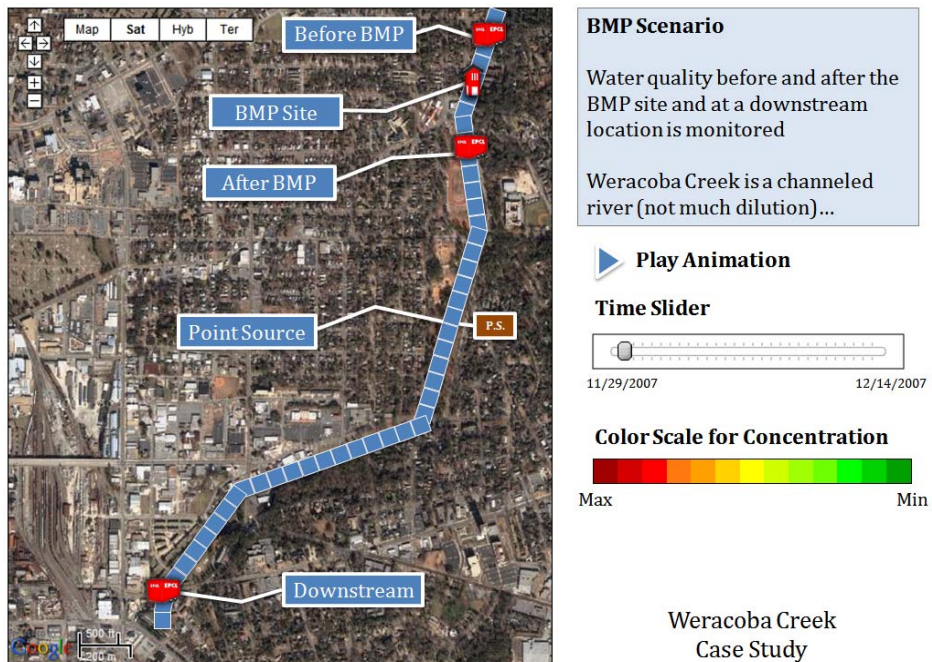 Map Sat Hyb Ter
Before BMP
BMP Site
After BMP
Point Source
P.S.
Downstream
EPCL
EPCL
EPCL
500 ft
200 m
Google
BMP Scenario
Water quality before and after the
BMP site and at a downstream
location is monitored
Weracoba Creek is a channeled
river (not much dilution)...
Play Animation
Time Slider
11/29/2007 12/14/2007
Color Scale for Concentration
Max Min
Weracoba Creek
Case Study